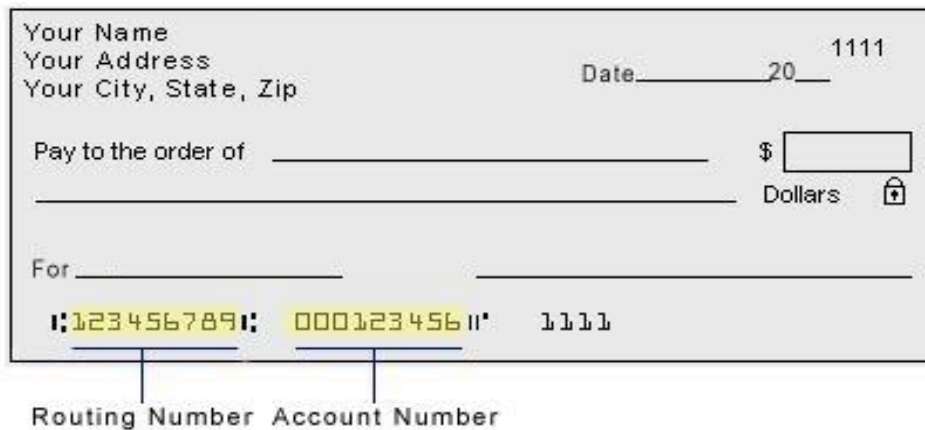 Your Name
Your Address
Your City, State, Zip
1111
Date 20
Pay to the order of $
Dollars
For
⑆123456789⑆ 000123456⑈ 1111
Routing Number Account Number